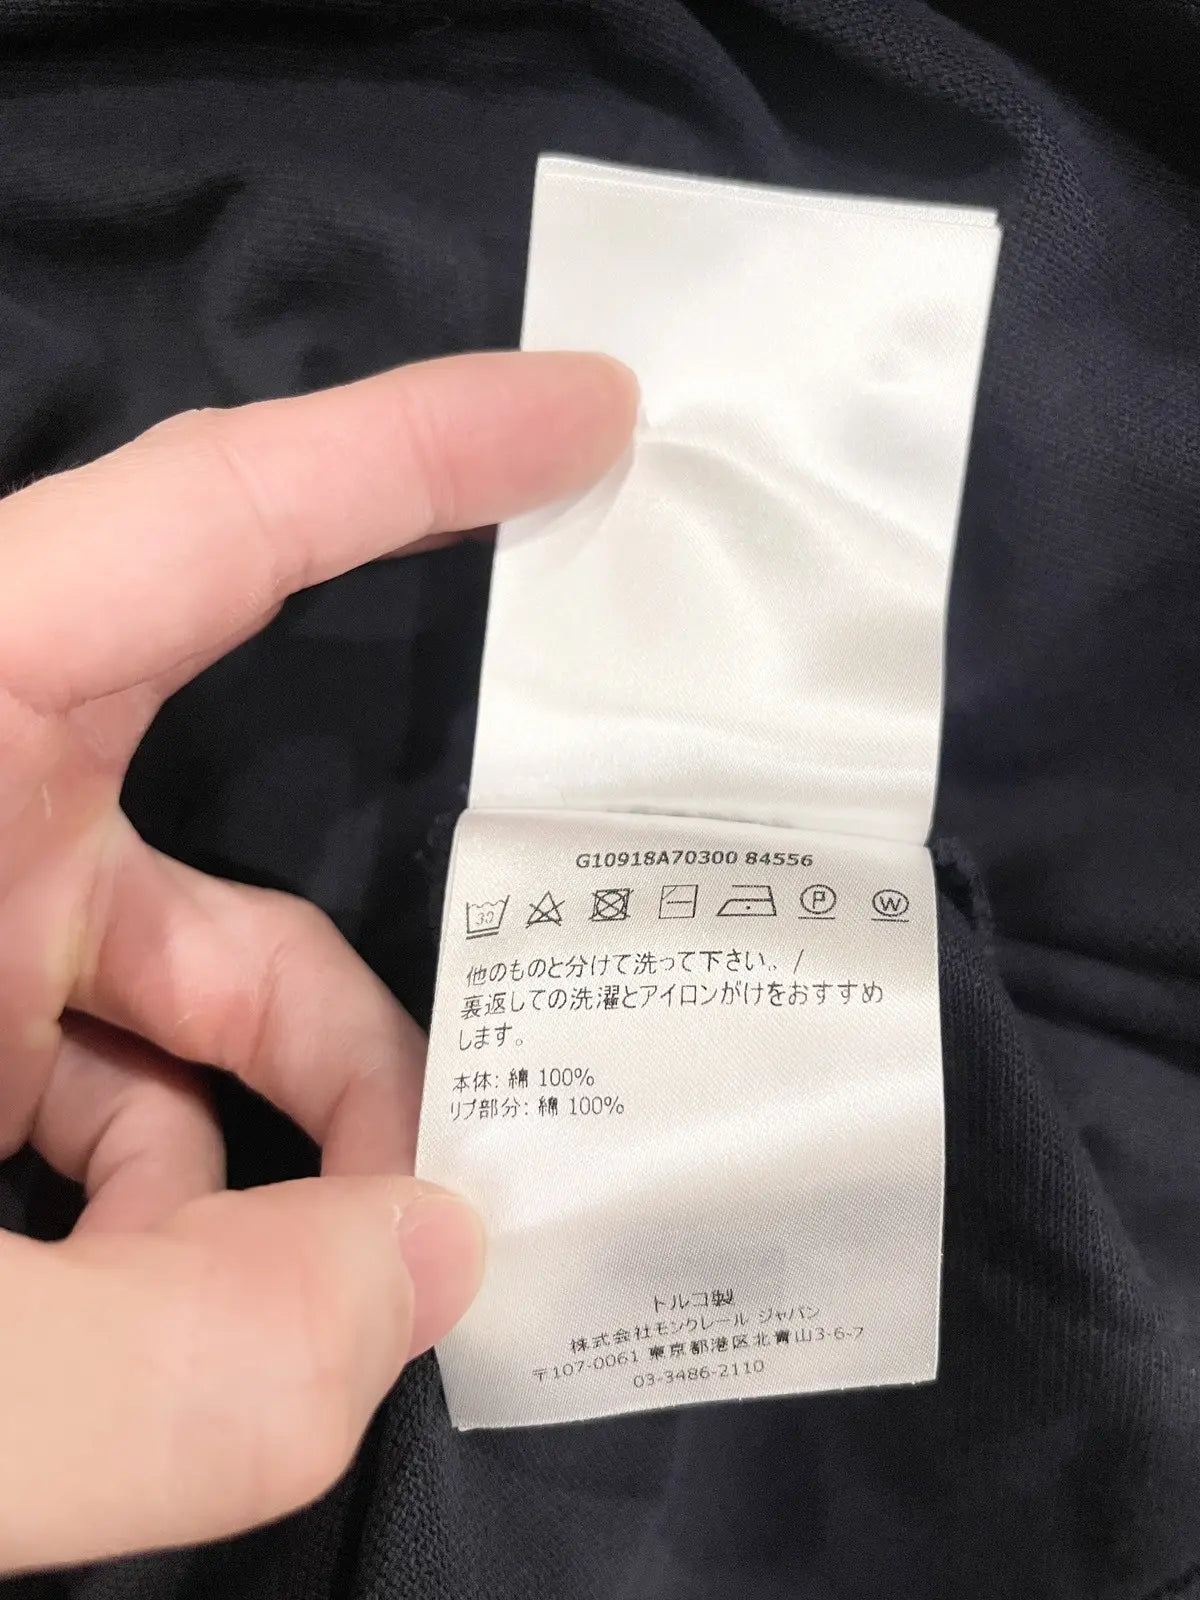 G10918A70300 84556
30 P W
他のものと分けて洗って下さい。/
裏返しての洗濯とアイロンがけをおすすめ
します。
本体: 綿 100%
リブ部分: 綿 100%
トルコ製
株式会社モンクレール ジャパン
〒107-0061 東京都港区北青山3-6-7
03-3486-2110